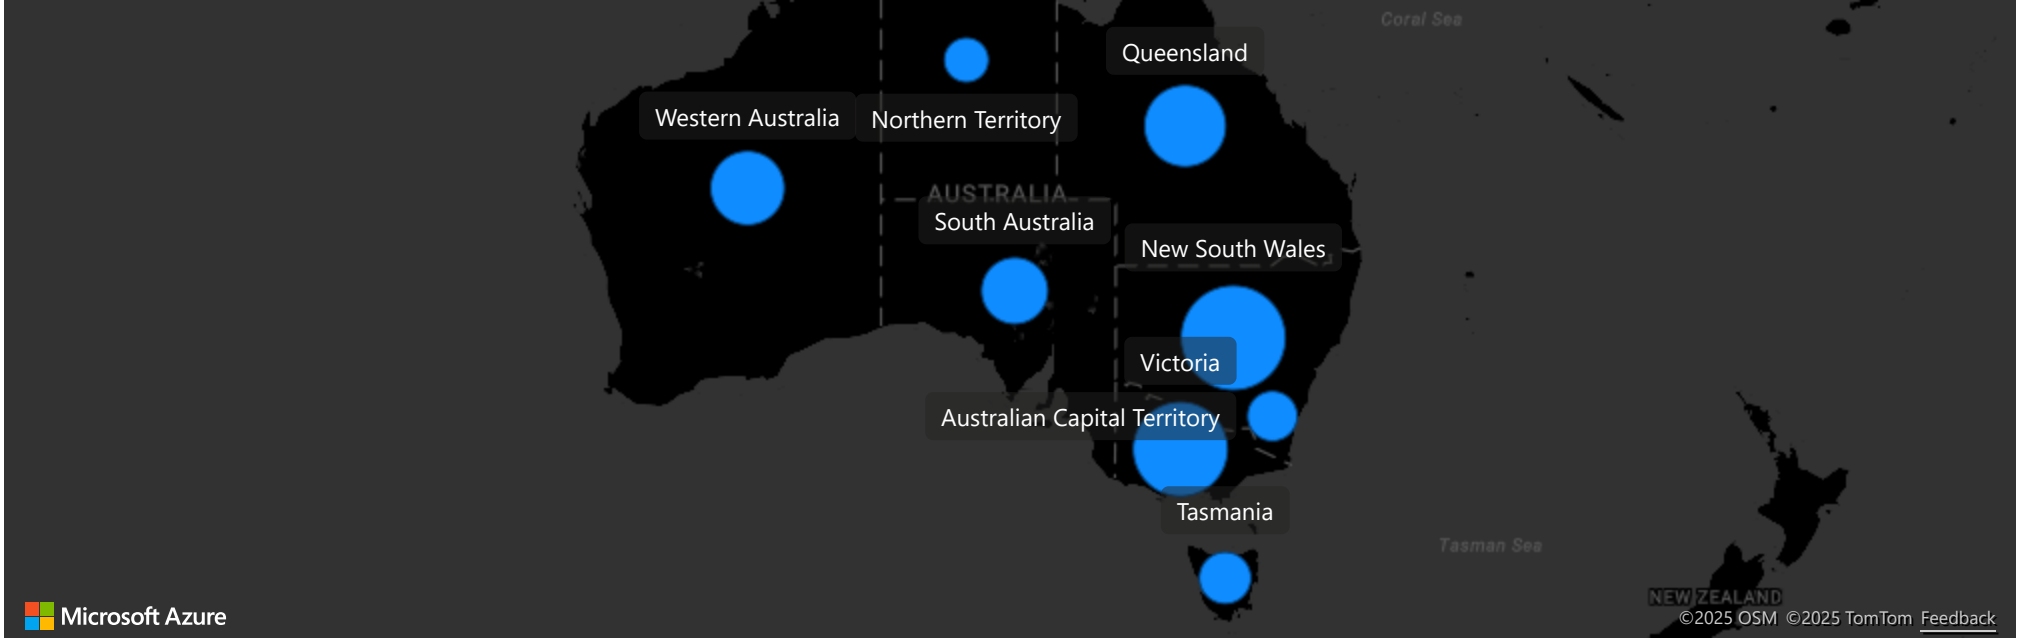 Coral Sea
Queensland
Western Australia
Northern Territory
AUSTRALIA
South Australia
New South Wales
Victoria
Australian Capital Territory
Tasmania
Tasman Sea
NEW ZEALAND
Microsoft Azure
©2025 OSM ©2025 TomTom Feedback